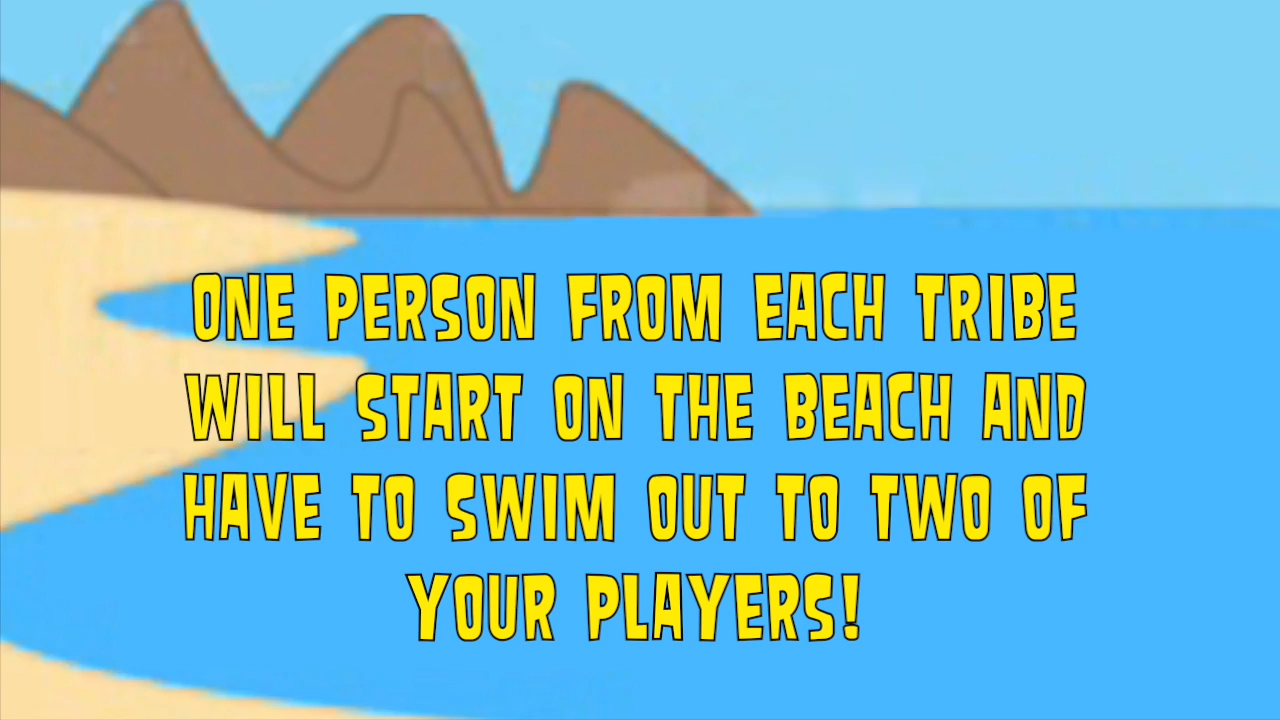 ONE PERSON FROM EACH TRIBE
WILL START ON THE BEACH AND
HAVE TO SWIM OUT TO TWO OF
YOUR PLAYERS!